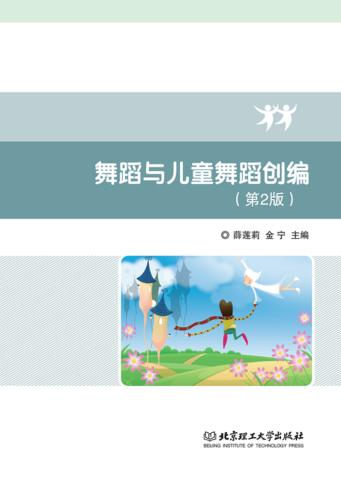 舞蹈与儿童舞蹈创编
（第2版）
◎ 薛莲莉 金宁 主编
北京理工大学出版社
BEIJING INSTITUTE OF TECHNOLOGY PRESS